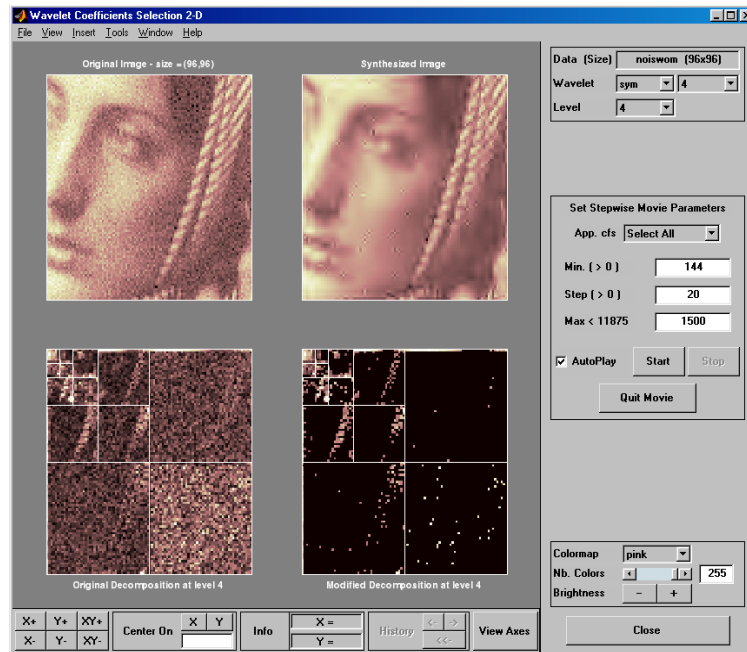 Wavelet Coefficients Selection 2-D
File View Insert Tools Window Help
Original Image - size = (96,96)
Synthesized Image
Original Decomposition at level 4
Modified Decomposition at level 4
Data (Size) noiswom (96x96)
Wavelet sym 4
Level 4
Set Stepwise Movie Parameters
App. cfs Select All
Min. ( > 0 ) 144
Step ( > 0 ) 20
Max < 11875 1500
AutoPlay Start Stop
Quit Movie
Colormap pink
Nb. Colors 255
Brightness - +
X+ Y+ XY+
X- Y- XY-
Center On X Y
Info X =
Y =
History <- ->
<<-
View Axes
Close